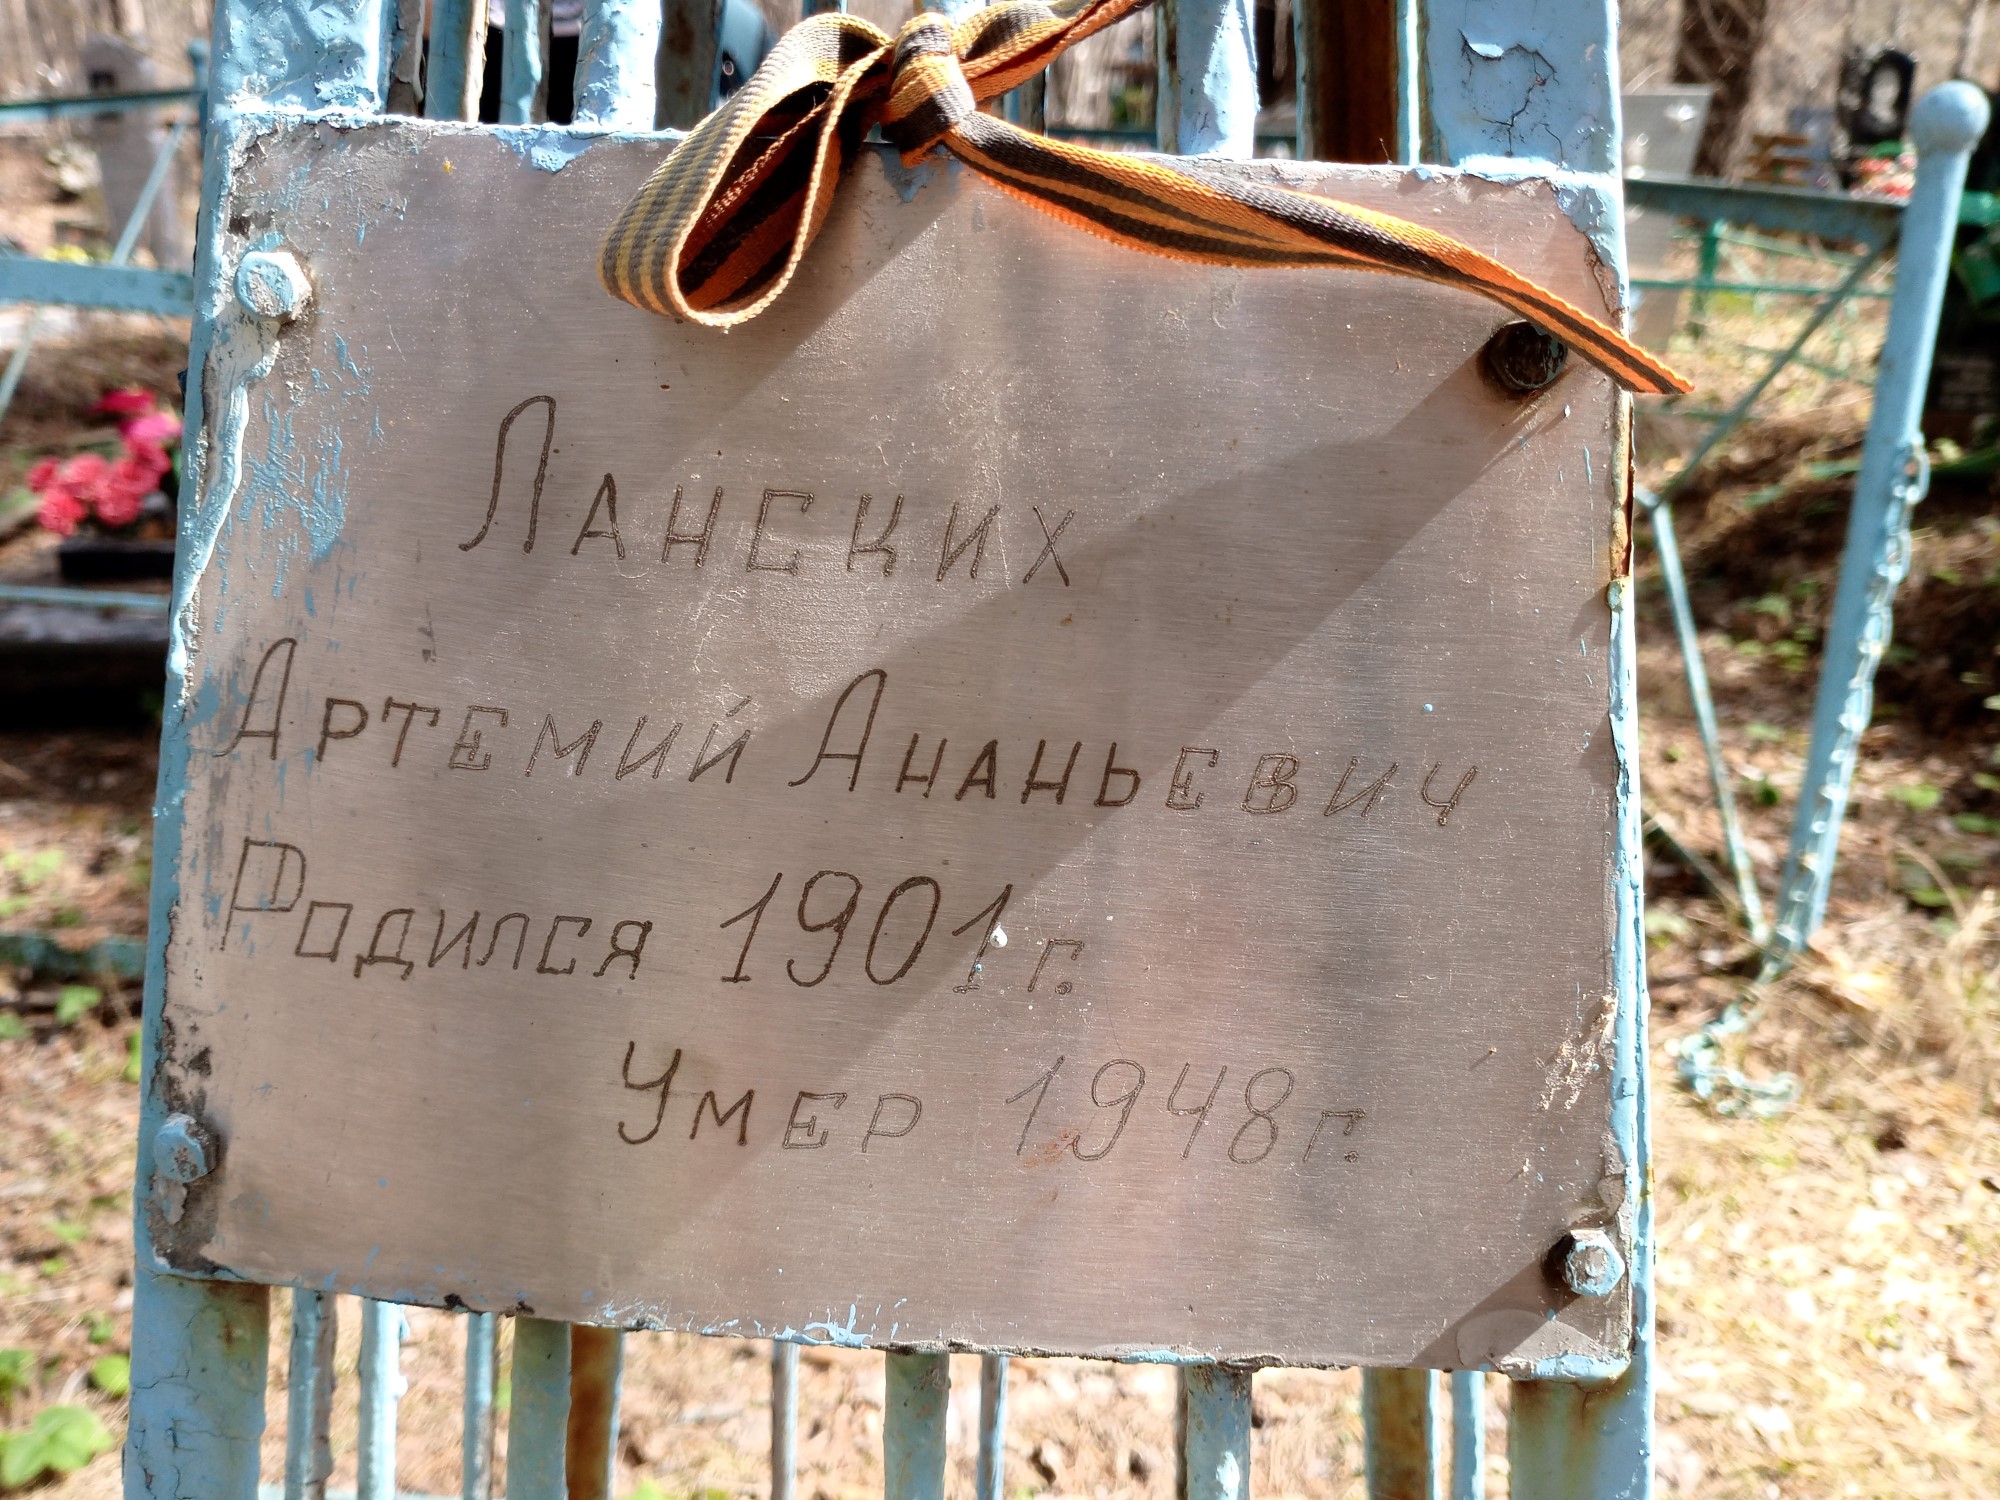 Ланских
Артемий Ананьевич
Родился 1901г.
Умер 1948г.